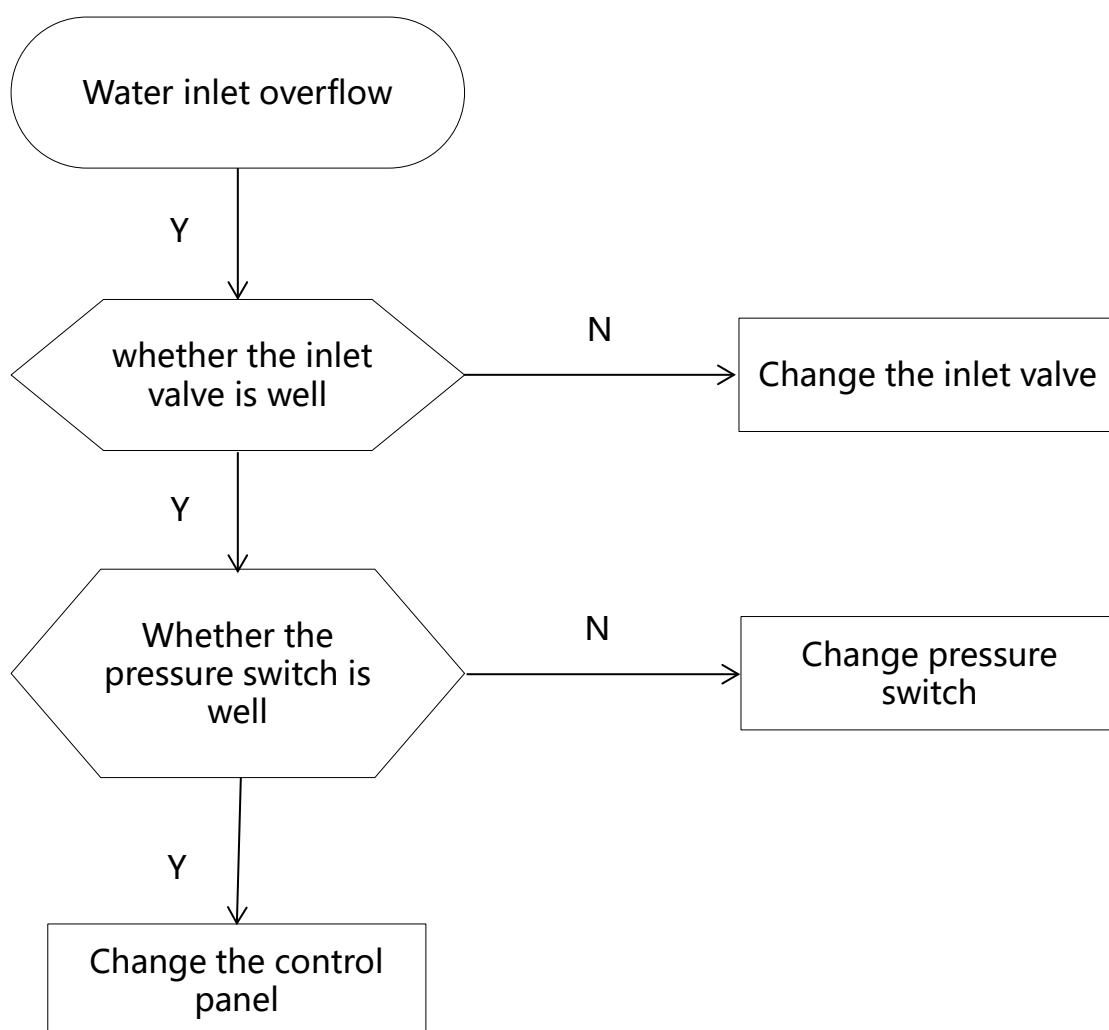 Water inlet overflow
Y
whether the inlet
valve is well
N
Change the inlet valve
Y
Whether the
pressure switch is
well
N
Change pressure
switch
Y
Change the control
panel